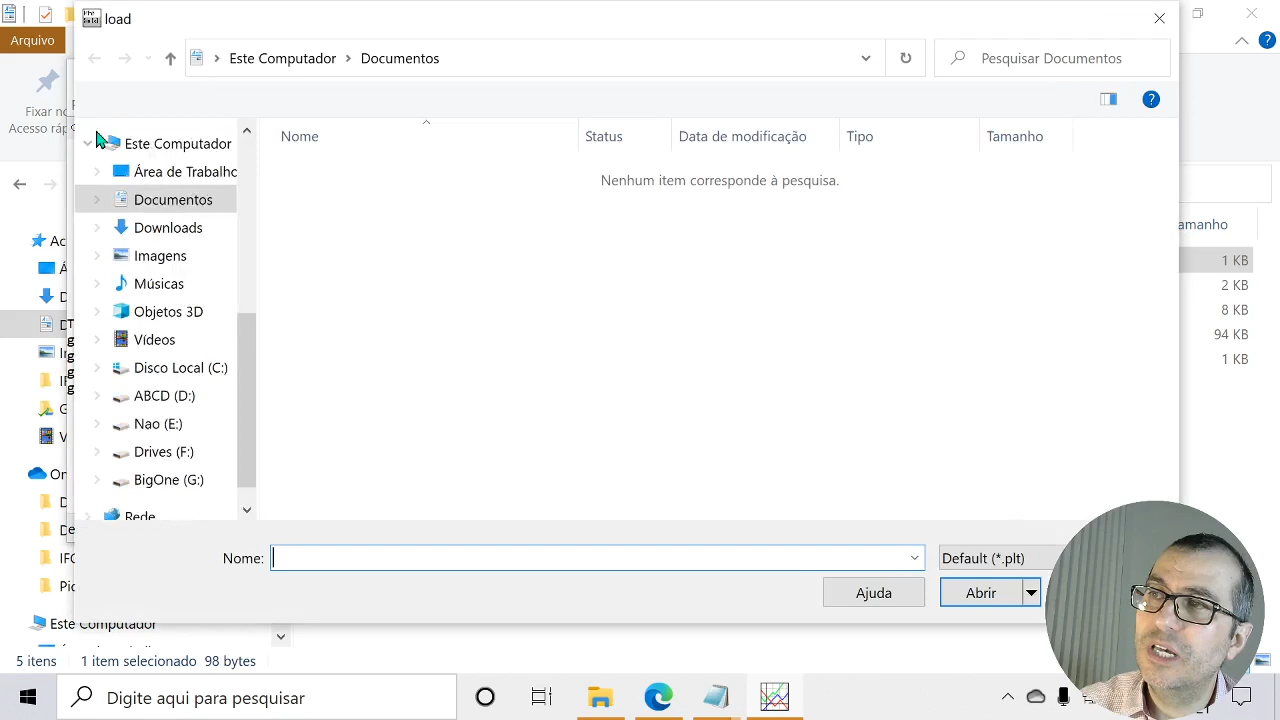 load
Arquivo
Este Computador > Documentos
Pesquisar Documentos
Fixar no
Acesso ráp
Nome
Status
Data de modificação
Tipo
Tamanho
Nenhum item corresponde à pesquisa.
Este Computador
Área de Trabalho
Documentos
Downloads
Imagens
Músicas
Objetos 3D
Vídeos
Disco Local (C:)
ABCD (D:)
Nao (E:)
Drives (F:)
BigOne (G:)
Rede
amanho
1 KB
2 KB
8 KB
94 KB
1 KB
Nome:
Default (*.plt)
Ajuda
Abrir
Este Computador
5 itens
1 item selecionado 98 bytes
Digite aqui para pesquisar